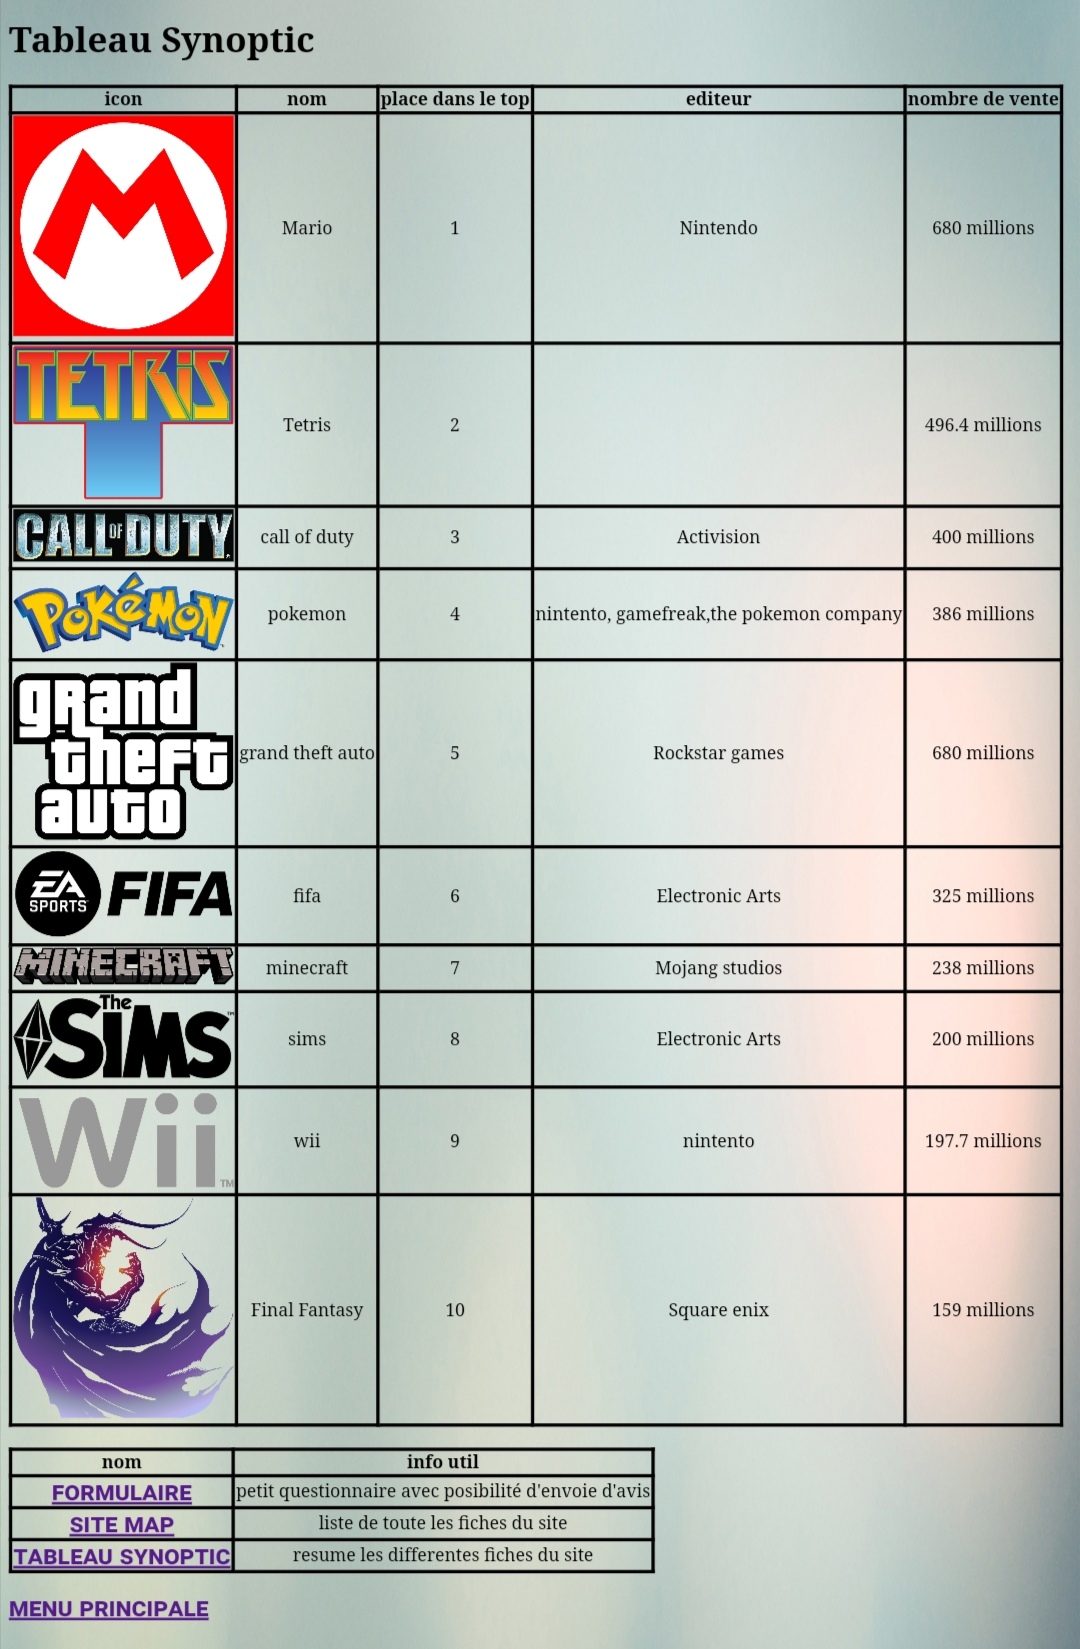 Tableau Synoptic
icon nom place dans le top editeur nombre de vente
M Mario 1 Nintendo 680 millions
TETRIS Tetris 2 496.4 millions
CALL OF DUTY call of duty 3 Activision 400 millions
POKéMON pokemon 4 nintento, gamefreak,the pokemon company 386 millions
grand theft auto grand theft auto 5 Rockstar games 680 millions
EA SPORTS FIFA fifa 6 Electronic Arts 325 millions
MINECRAFT minecraft 7 Mojang studios 238 millions
The SIMS™ sims 8 Electronic Arts 200 millions
Wii™ wii 9 nintento 197.7 millions
Final Fantasy 10 Square enix 159 millions
nom info util
FORMULAIRE petit questionnaire avec posibilité d'envoie d'avis
SITE MAP liste de toute les fiches du site
TABLEAU SYNOPTIC resume les differentes fiches du site
MENU PRINCIPALE